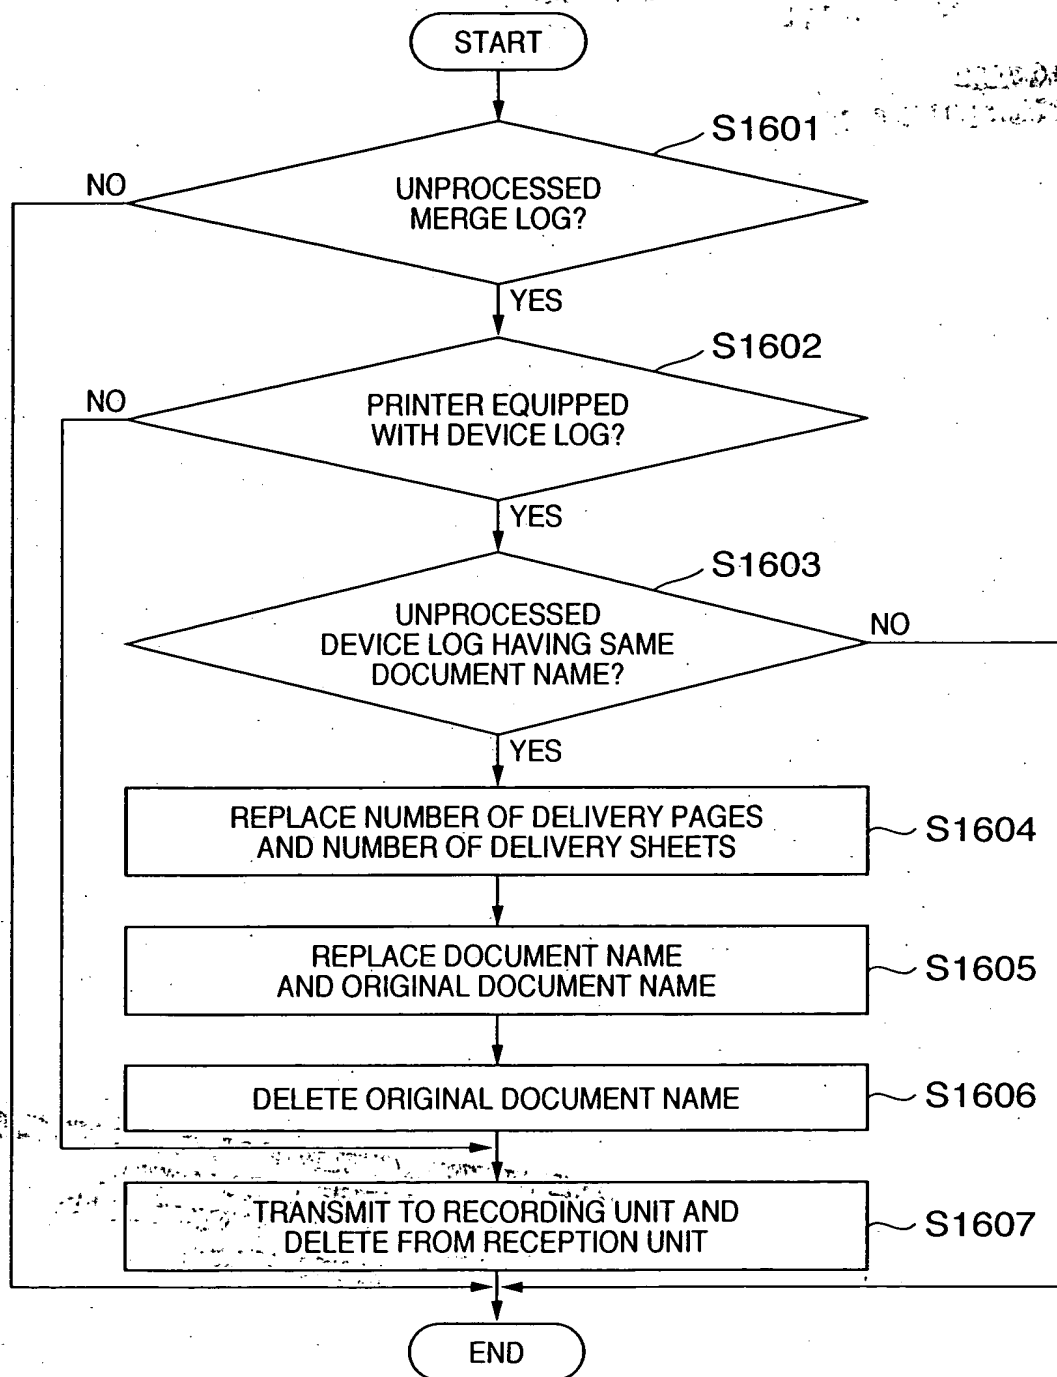 START
S1601
NO
UNPROCESSED
MERGE LOG?
YES
S1602
NO
PRINTER EQUIPPED
WITH DEVICE LOG?
YES
S1603
UNPROCESSED
DEVICE LOG HAVING SAME
DOCUMENT NAME?
NO
YES
REPLACE NUMBER OF DELIVERY PAGES
AND NUMBER OF DELIVERY SHEETS
S1604
REPLACE DOCUMENT NAME
AND ORIGINAL DOCUMENT NAME
S1605
DELETE ORIGINAL DOCUMENT NAME
S1606
TRANSMIT TO RECORDING UNIT AND
DELETE FROM RECEPTION UNIT
S1607
END